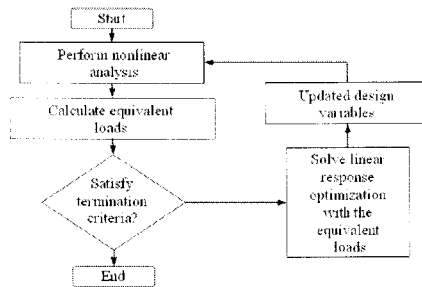 Start
Perform nonlinear
analysis
Calculate equivalent
loads
Satisfy
termination
criteria?
End
Updated design
variables
Solve linear
response
optimization
with the
equivalent
loads